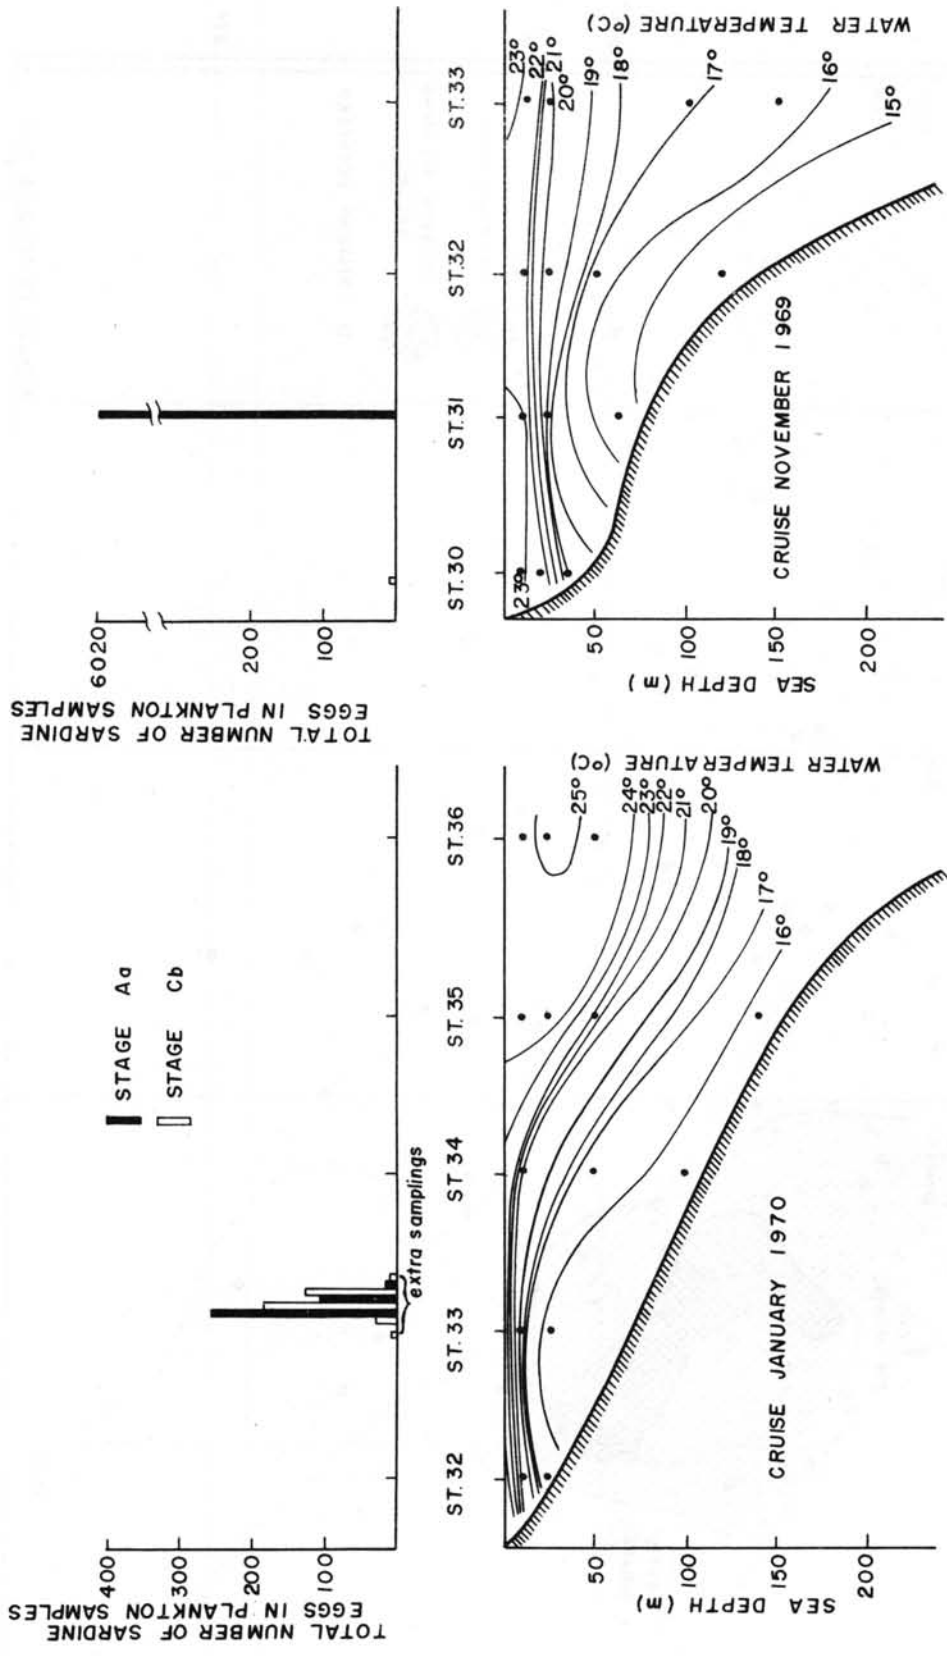 TOTAL NUMBER OF SARDINE
EGGS IN PLANKTON SAMPLES
400
300
200
100
STAGE Aa
STAGE Cb
extra samplings
ST.32
ST.33
ST 34
ST.35
ST.36
SEA DEPTH (m)
50
100
150
200
25°
24°
23°
22°
21°
20°
19°
18°
17°
16°
WATER TEMPERATURE (°C)
CRUISE JANUARY 1970
TOTAL NUMBER OF SARDINE
EGGS IN PLANKTON SAMPLES
6020
200
100
ST.30
ST.31
ST.32
ST.33
SEA DEPTH (m)
50
100
150
200
23°
23°
22°
21°
20°
19°
18°
17°
16°
15°
WATER TEMPERATURE (°C)
CRUISE NOVEMBER 1969